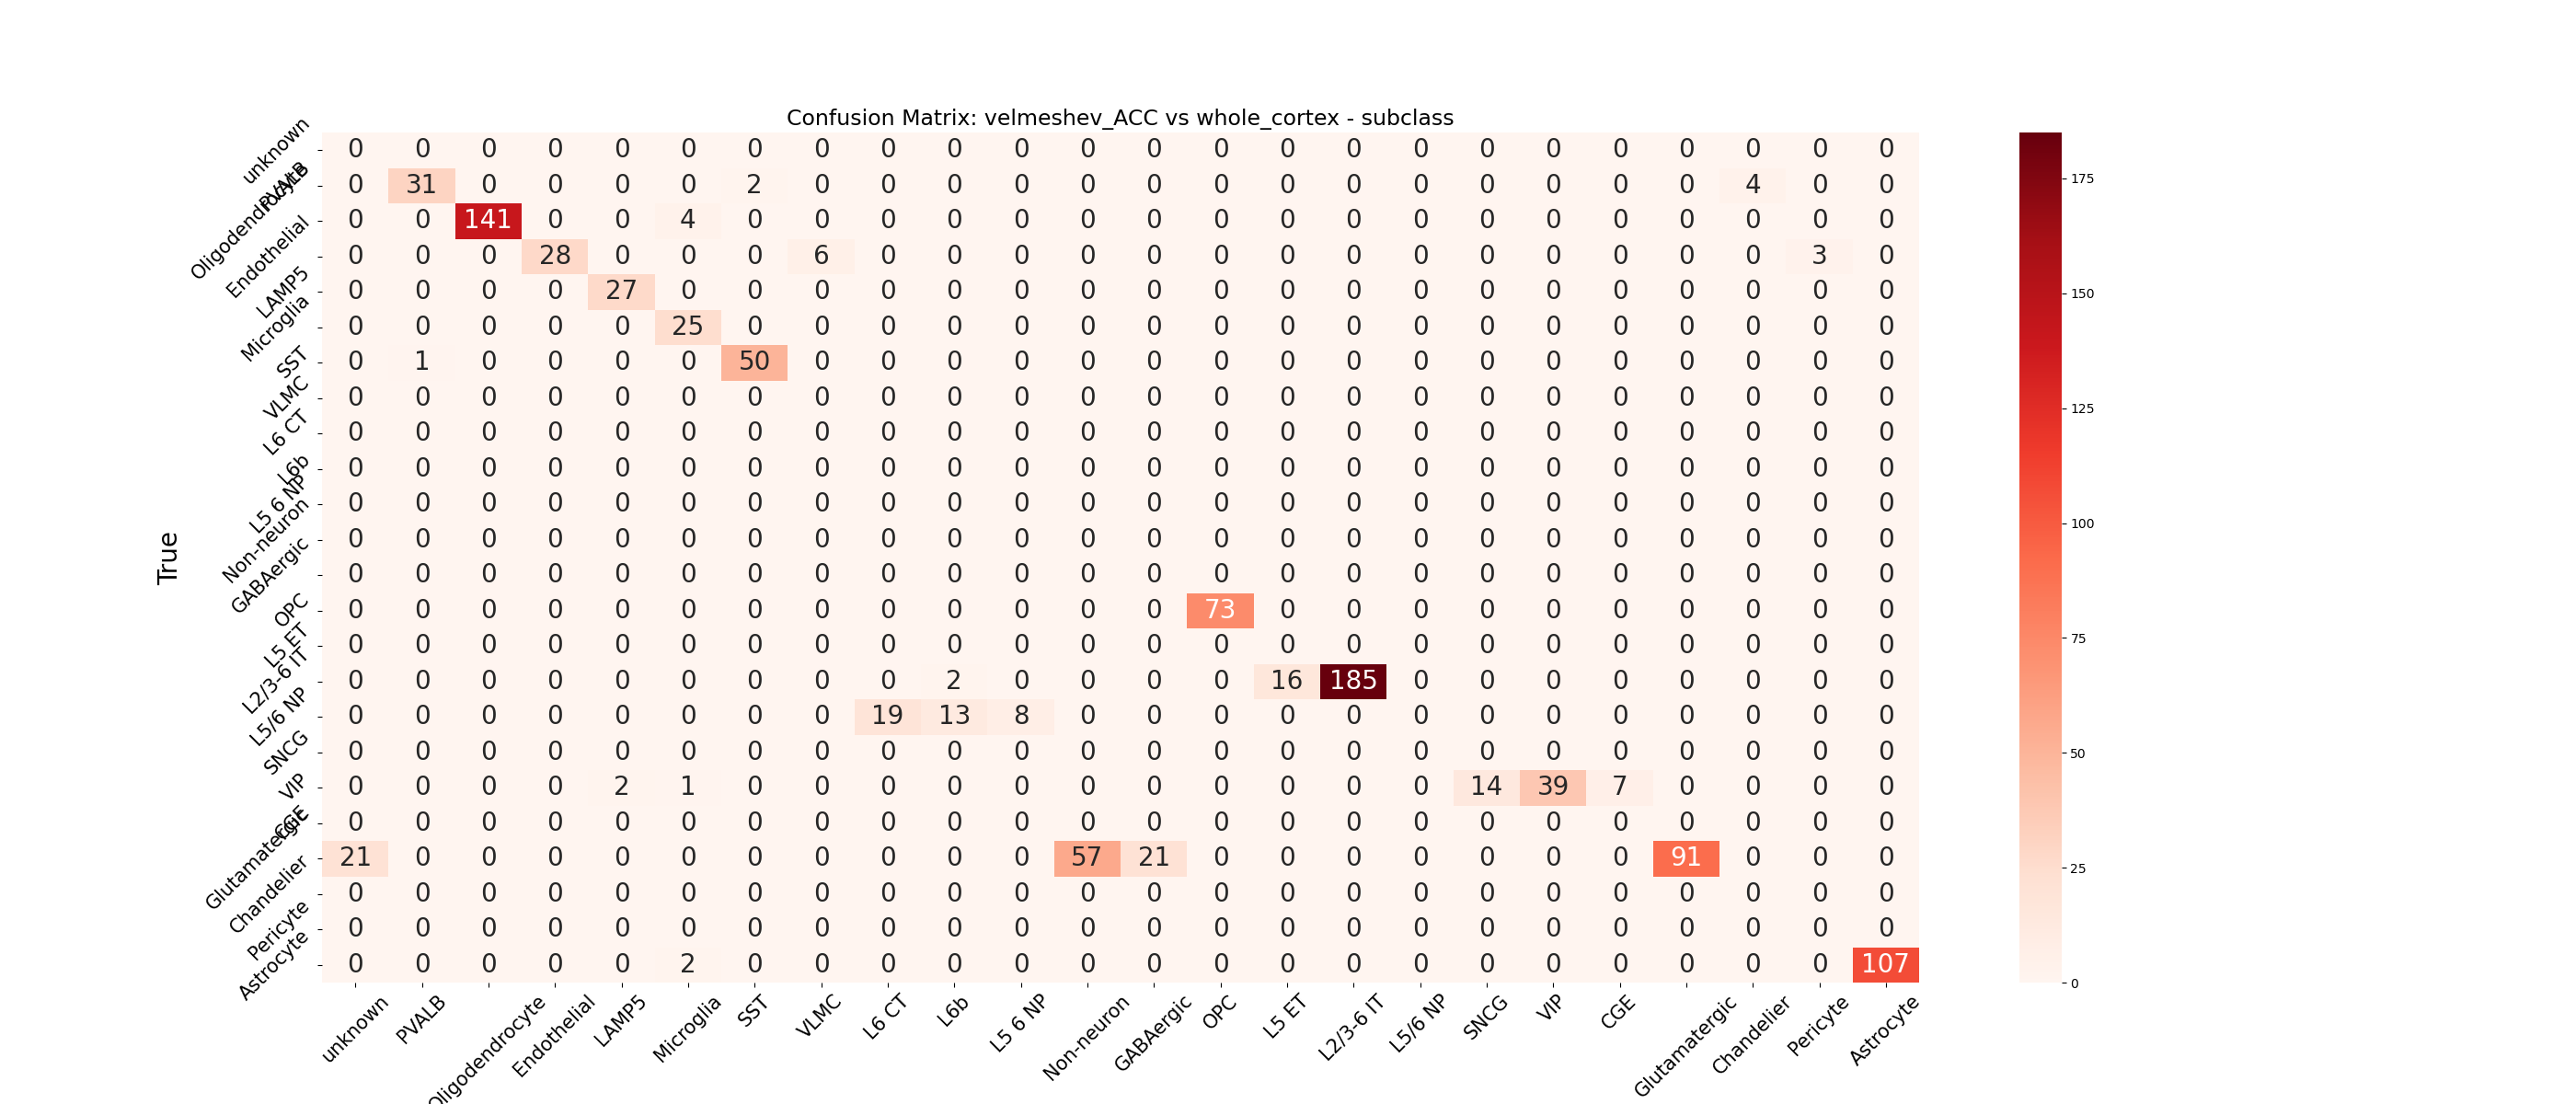 Confusion Matrix: velmeshev_ACC vs whole_cortex - subclass
True
unknown 0 0 0 0 0 0 0 0 0 0 0 0 0 0 0 0 0 0 0 0 0 0 0 0
PVALB 0 31 0 0 0 0 2 0 0 0 0 0 0 0 0 0 0 0 0 0 0 4 0 0
Oligodendrocyte 0 0 141 0 0 4 0 0 0 0 0 0 0 0 0 0 0 0 0 0 0 0 0 0
Endothelial 0 0 0 28 0 0 0 6 0 0 0 0 0 0 0 0 0 0 0 0 0 0 3 0
LAMP5 0 0 0 0 27 0 0 0 0 0 0 0 0 0 0 0 0 0 0 0 0 0 0 0
Microglia 0 0 0 0 0 25 0 0 0 0 0 0 0 0 0 0 0 0 0 0 0 0 0 0
SST 0 1 0 0 0 0 50 0 0 0 0 0 0 0 0 0 0 0 0 0 0 0 0 0
VLMC 0 0 0 0 0 0 0 0 0 0 0 0 0 0 0 0 0 0 0 0 0 0 0 0
L6 CT 0 0 0 0 0 0 0 0 0 0 0 0 0 0 0 0 0 0 0 0 0 0 0 0
L6b 0 0 0 0 0 0 0 0 0 0 0 0 0 0 0 0 0 0 0 0 0 0 0 0
L5 6 NP 0 0 0 0 0 0 0 0 0 0 0 0 0 0 0 0 0 0 0 0 0 0 0 0
Non-neuron 0 0 0 0 0 0 0 0 0 0 0 0 0 0 0 0 0 0 0 0 0 0 0 0
GABAergic 0 0 0 0 0 0 0 0 0 0 0 0 0 0 0 0 0 0 0 0 0 0 0 0
OPC 0 0 0 0 0 0 0 0 0 0 0 0 0 73 0 0 0 0 0 0 0 0 0 0
L5 ET 0 0 0 0 0 0 0 0 0 0 0 0 0 0 0 0 0 0 0 0 0 0 0 0
L2/3-6 IT 0 0 0 0 0 0 0 0 0 2 0 0 0 0 16 185 0 0 0 0 0 0 0 0
L5/6 NP 0 0 0 0 0 0 0 0 19 13 8 0 0 0 0 0 0 0 0 0 0 0 0 0
SNCG 0 0 0 0 0 0 0 0 0 0 0 0 0 0 0 0 0 0 0 0 0 0 0 0
VIP 0 0 0 0 2 1 0 0 0 0 0 0 0 0 0 0 0 14 39 7 0 0 0 0
CGE 0 0 0 0 0 0 0 0 0 0 0 0 0 0 0 0 0 0 0 0 0 0 0 0
Glutamatergic 21 0 0 0 0 0 0 0 0 0 0 57 21 0 0 0 0 0 0 0 91 0 0 0
Chandelier 0 0 0 0 0 0 0 0 0 0 0 0 0 0 0 0 0 0 0 0 0 0 0 0
Pericyte 0 0 0 0 0 0 0 0 0 0 0 0 0 0 0 0 0 0 0 0 0 0 0 0
Astrocyte 0 0 0 0 0 2 0 0 0 0 0 0 0 0 0 0 0 0 0 0 0 0 0 107
unknown PVALB Oligodendrocyte Endothelial LAMP5 Microglia SST VLMC L6 CT L6b L5 6 NP Non-neuron GABAergic OPC L5 ET L2/3-6 IT L5/6 NP SNCG VIP CGE Glutamatergic Chandelier Pericyte Astrocyte
175
150
125
100
75
50
25
0